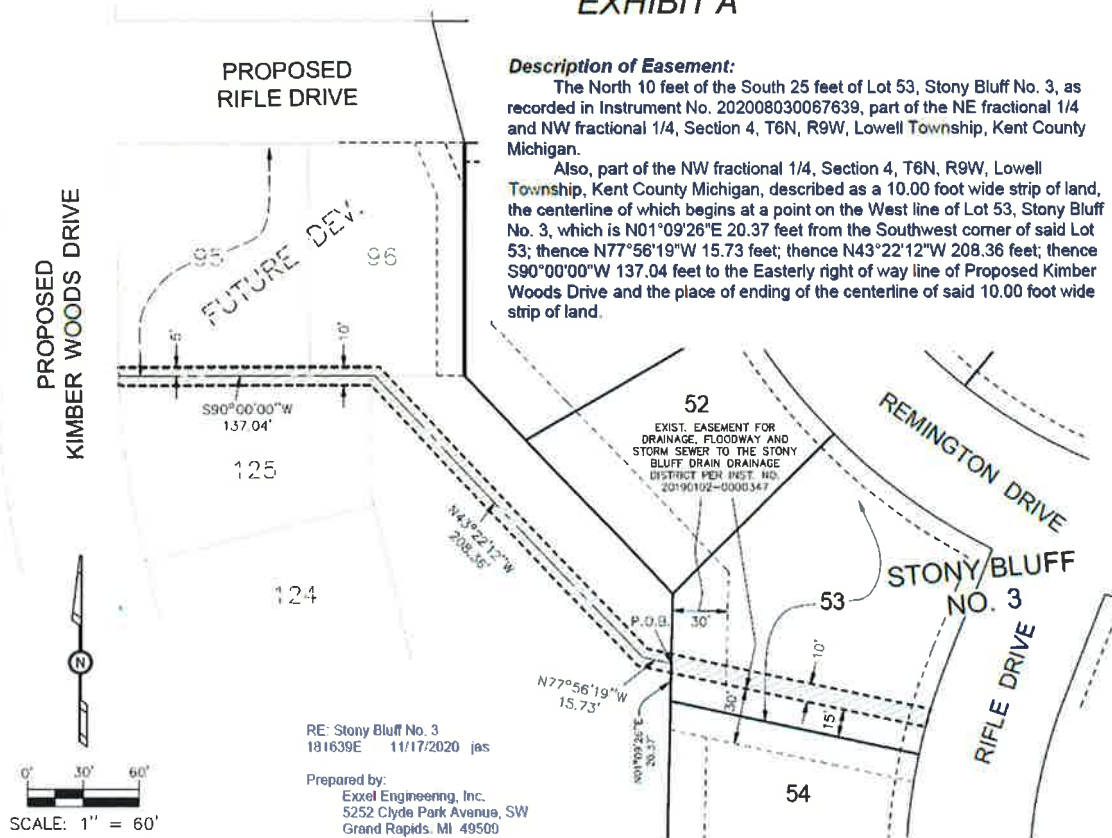 EXHIBIT A
PROPOSED
RIFLE DRIVE
Description of Easement:
The North 10 feet of the South 25 feet of Lot 53, Stony Bluff No. 3, as
recorded in Instrument No. 202008030067639, part of the NE fractional 1/4
and NW fractional 1/4, Section 4, T6N, R9W, Lowell Township, Kent County
Michigan.
Also, part of the NW fractional 1/4, Section 4, T6N, R9W, Lowell
Township, Kent County Michigan, described as a 10.00 foot wide strip of land,
the centerline of which begins at a point on the West line of Lot 53, Stony Bluff
No. 3, which is N01°09'26"E 20.37 feet from the Southwest corner of said Lot
53; thence N77°56'19"W 15.73 feet; thence N43°22'12"W 208.36 feet; thence
S90°00'00"W 137.04 feet to the Easterly right of way line of Proposed Kimber
Woods Drive and the place of ending of the centerline of said 10.00 foot wide
strip of land.
PROPOSED
KIMBER WOODS DRIVE
95
96
FUTURE DEV.
5'
10'
S90°00'00"W
137.04'
125
124
N43°22'12"W
208.36'
52
EXIST. EASEMENT FOR
DRAINAGE, FLOODWAY AND
STORM SEWER TO THE STONY
BLUFF DRAIN DRAINAGE
DISTRICT PER INST. NO.
20190102-0000347
REMINGTON DRIVE
STONY BLUFF
NO. 3
53
P.O.B.
30'
10'
N77°56'19"W
15.73'
30'
15'
N01°09'26"E
20.37'
RIFLE DRIVE
54
N
0' 30' 60'
SCALE: 1" = 60'
RE: Stony Bluff No. 3
181639E 11/17/2020 jas
Prepared by:
Exxel Engineering, Inc.
5252 Clyde Park Avenue, SW
Grand Rapids, MI 49509